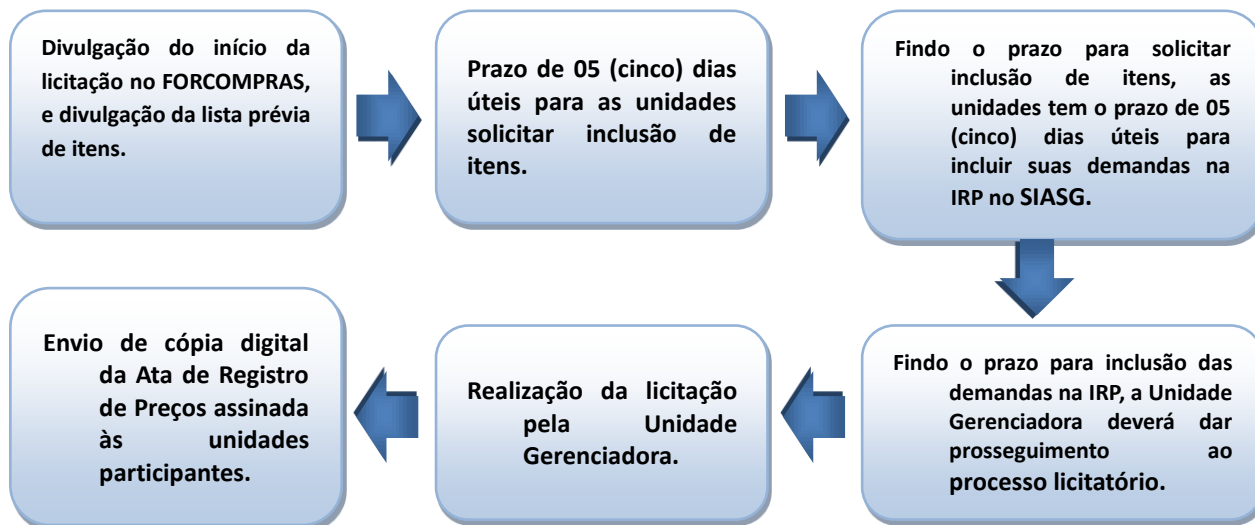 Divulgação do início da
licitação no FORCOMPRAS,
e divulgação da lista prévia
de itens.
Prazo de 05 (cinco) dias
úteis para as unidades
solicitar inclusão de
itens.
Findo o prazo para solicitar
inclusão de itens, as
unidades tem o prazo de 05
(cinco) dias úteis para
incluir suas demandas na
IRP no SIASG.
Findo o prazo para inclusão das
demandas na IRP, a Unidade
Gerenciadora deverá dar
prosseguimento ao
processo licitatório.
Realização da licitação
pela Unidade
Gerenciadora.
Envio de cópia digital
da Ata de Registro
de Preços assinada
às unidades
participantes.